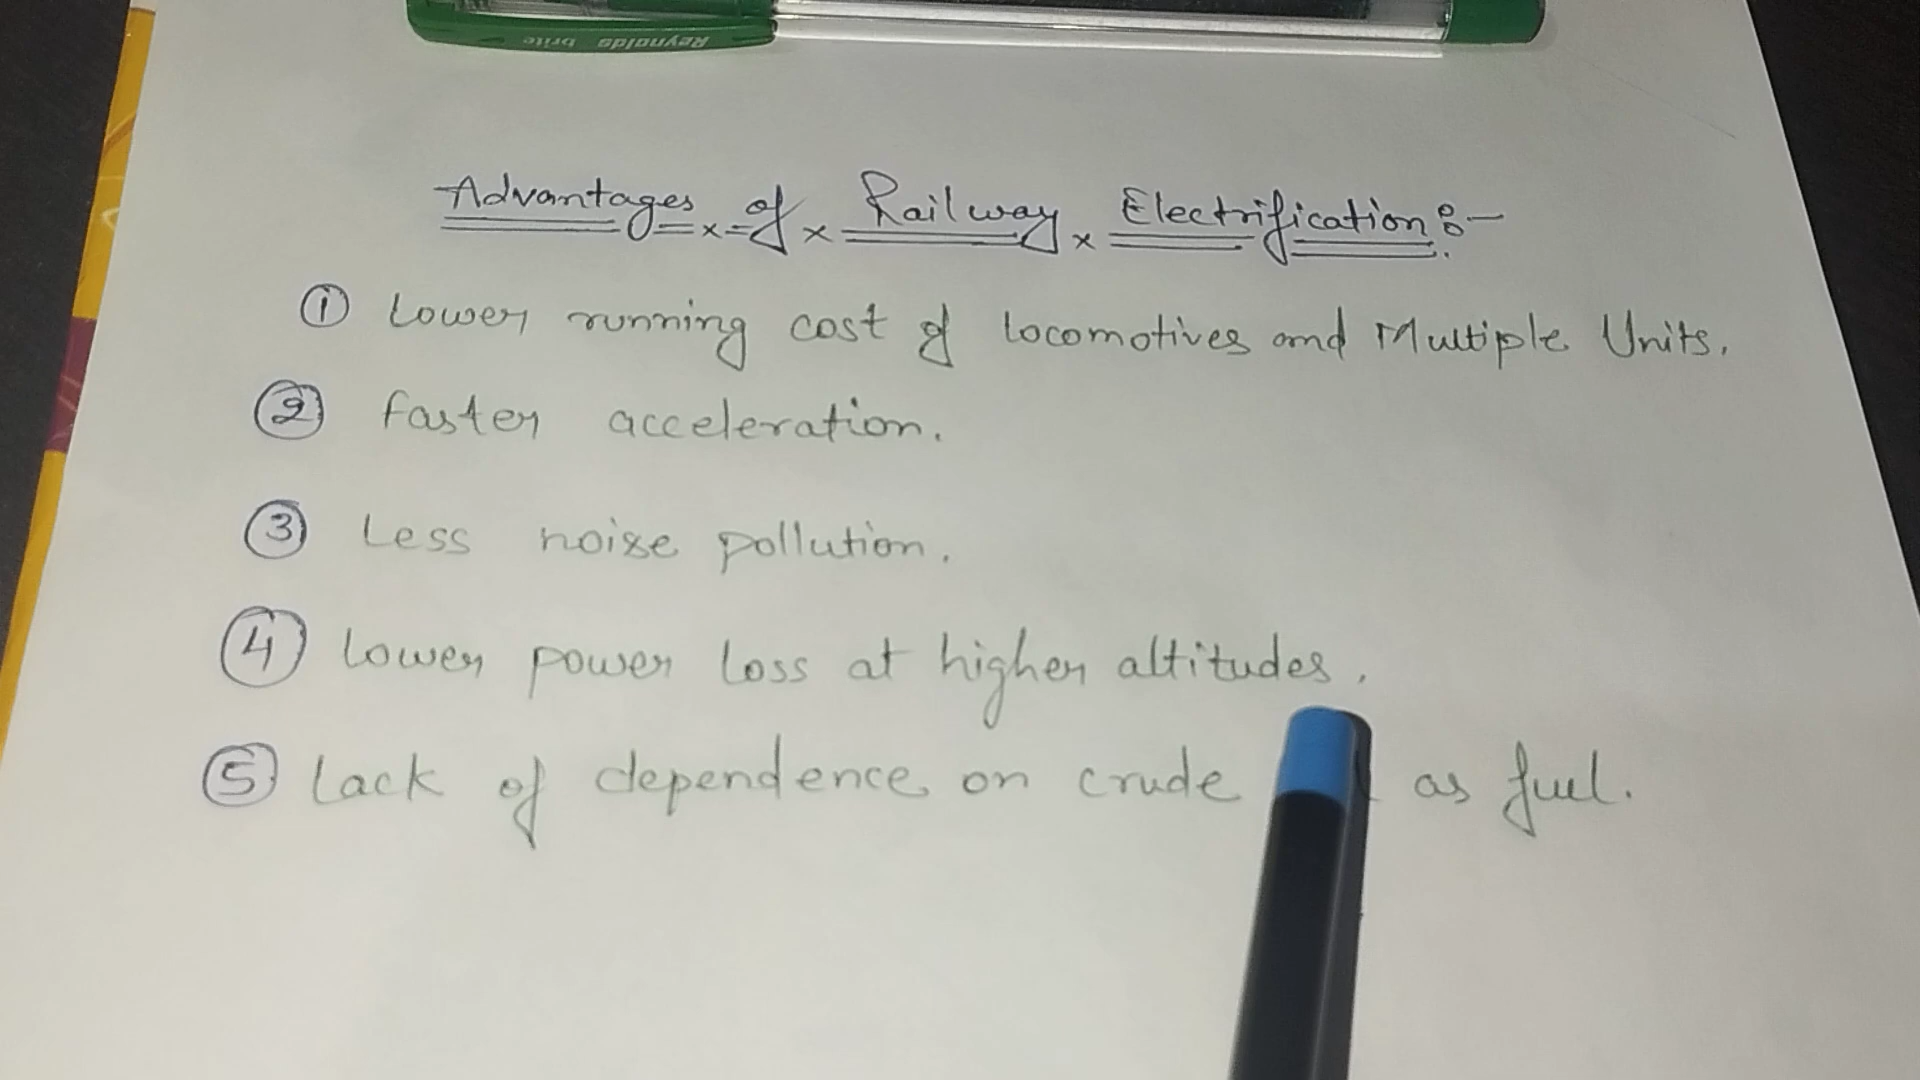 Reynolds brite
Advantages of Railway Electrification:-
① Lower running cost of locomotives and Multiple Units.
② faster acceleration.
③ Less noise pollution.
④ Lower power loss at higher altitudes.
⑤ Lack of dependence on crude as fuel.